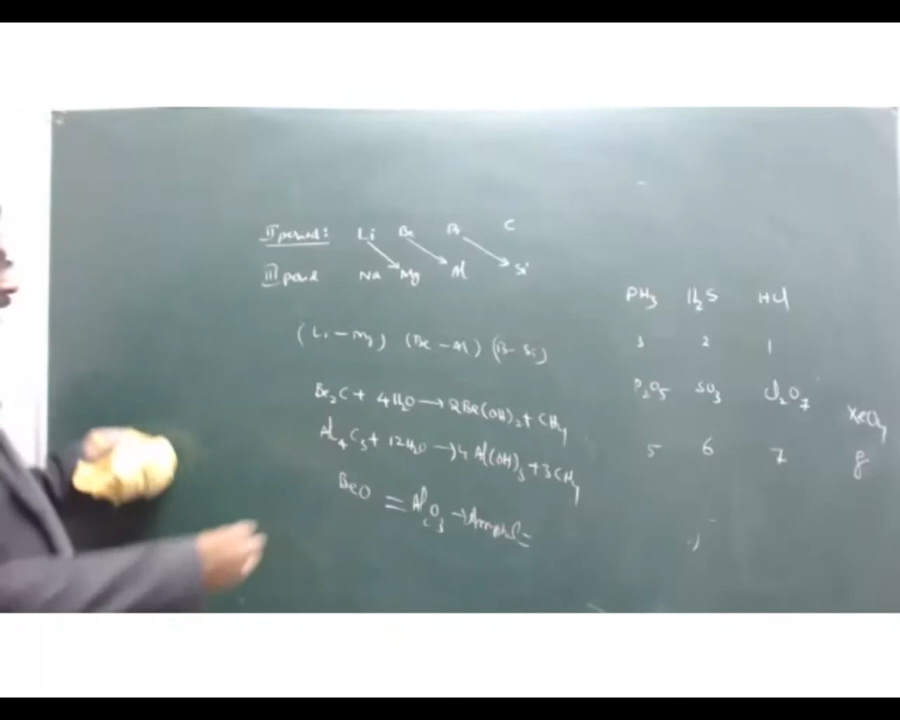 II period: Li Be B C
III period Na Mg Al Si
(Li-Mg) (Be-Al) (B-Si)
Be2C + 4H2O → 2Be(OH)2 + CH4
Al4C3 + 12H2O → 4Al(OH)3 + 3CH4
BeO = Al2O3 →
PH3 H2S HCl
3 2 1
P2O5 SO3 Cl2O7
5 6 7 8